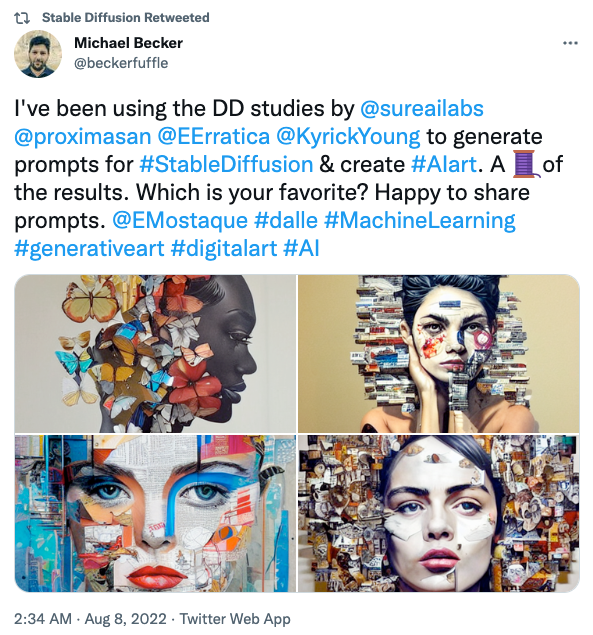 Stable Diffusion Retweeted
Michael Becker
@beckerfuffle
I've been using the DD studies by @sureailabs
@proximasan @EErratica @KyrickYoung to generate
prompts for #StableDiffusion & create #AIart. A 🧵 of
the results. Which is your favorite? Happy to share
prompts. @EMostaque #dalle #MachineLearning
#generativeart #digitalart #AI
2:34 AM · Aug 8, 2022 · Twitter Web App